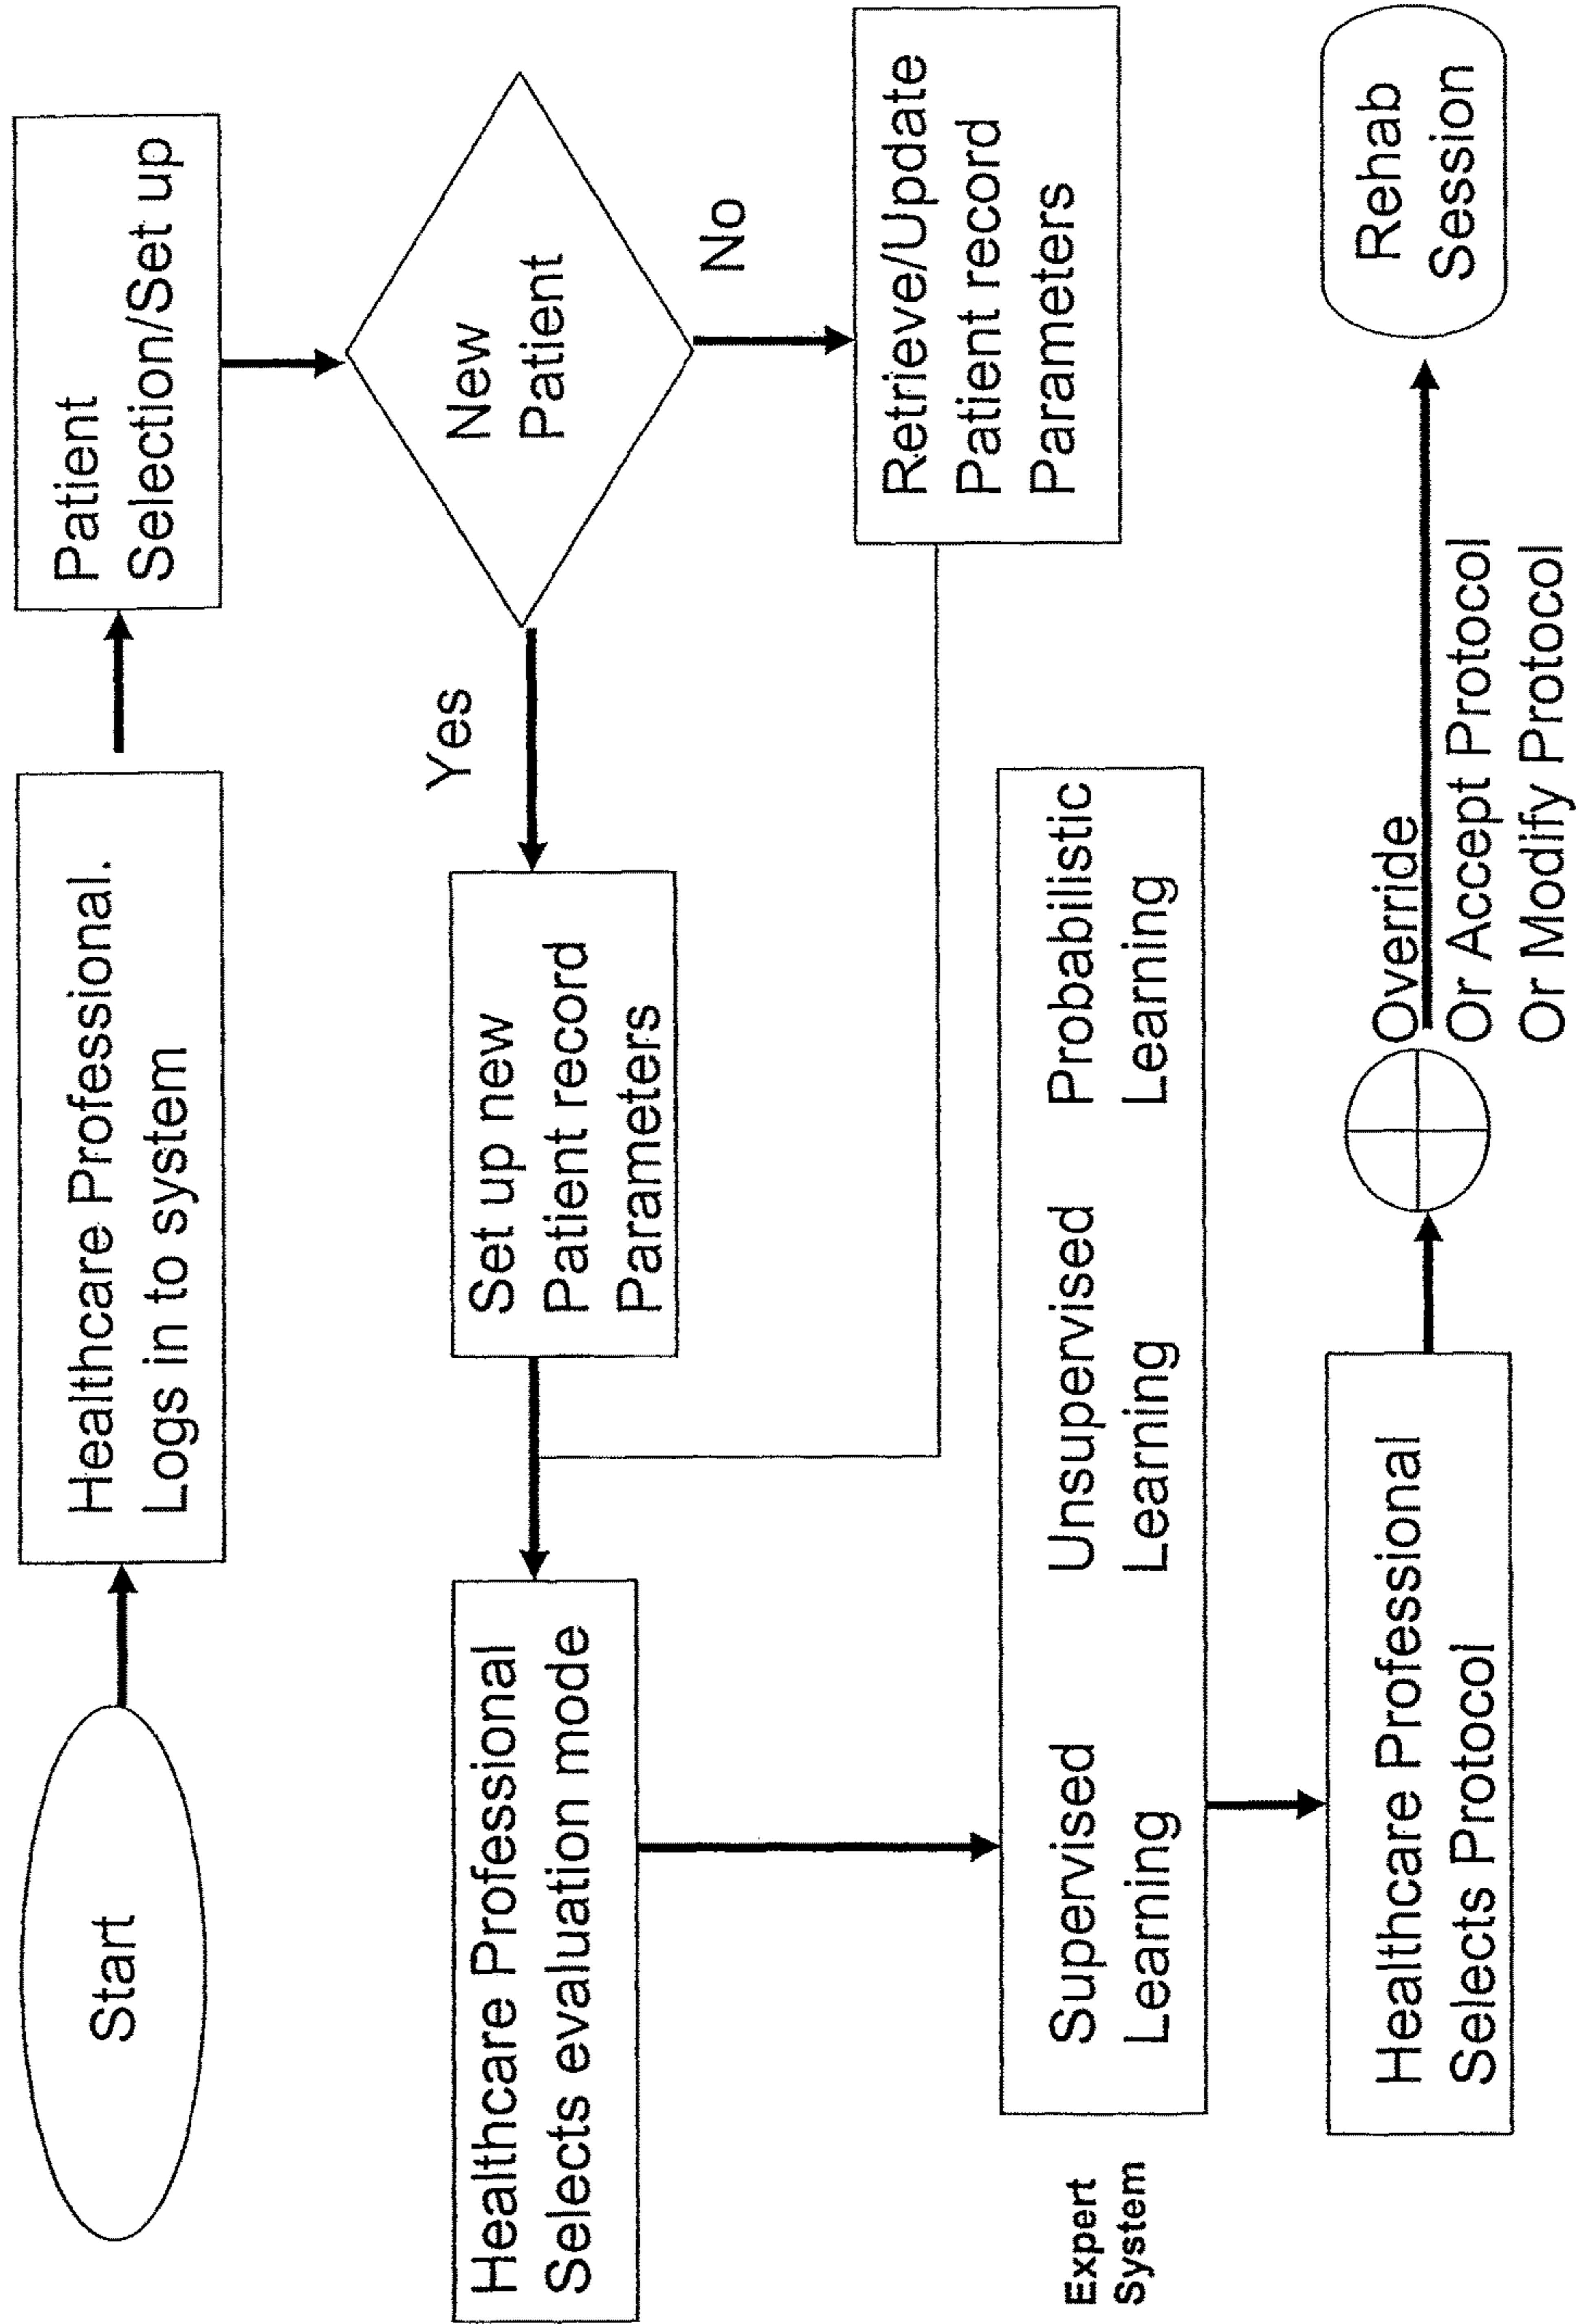 Start
Healthcare Professional.
Logs in to system
Patient
Selection/Set up
New
Patient
Yes
No
Set up new
Patient record
Parameters
Retrieve/Update
Patient record
Parameters
Healthcare Professional
Selects evaluation mode
Expert
System
Supervised
Learning
Unsupervised
Learning
Probabilistic
Learning
Healthcare Professional
Selects Protocol
Override
Or Accept Protocol
Or Modify Protocol
Rehab
Session